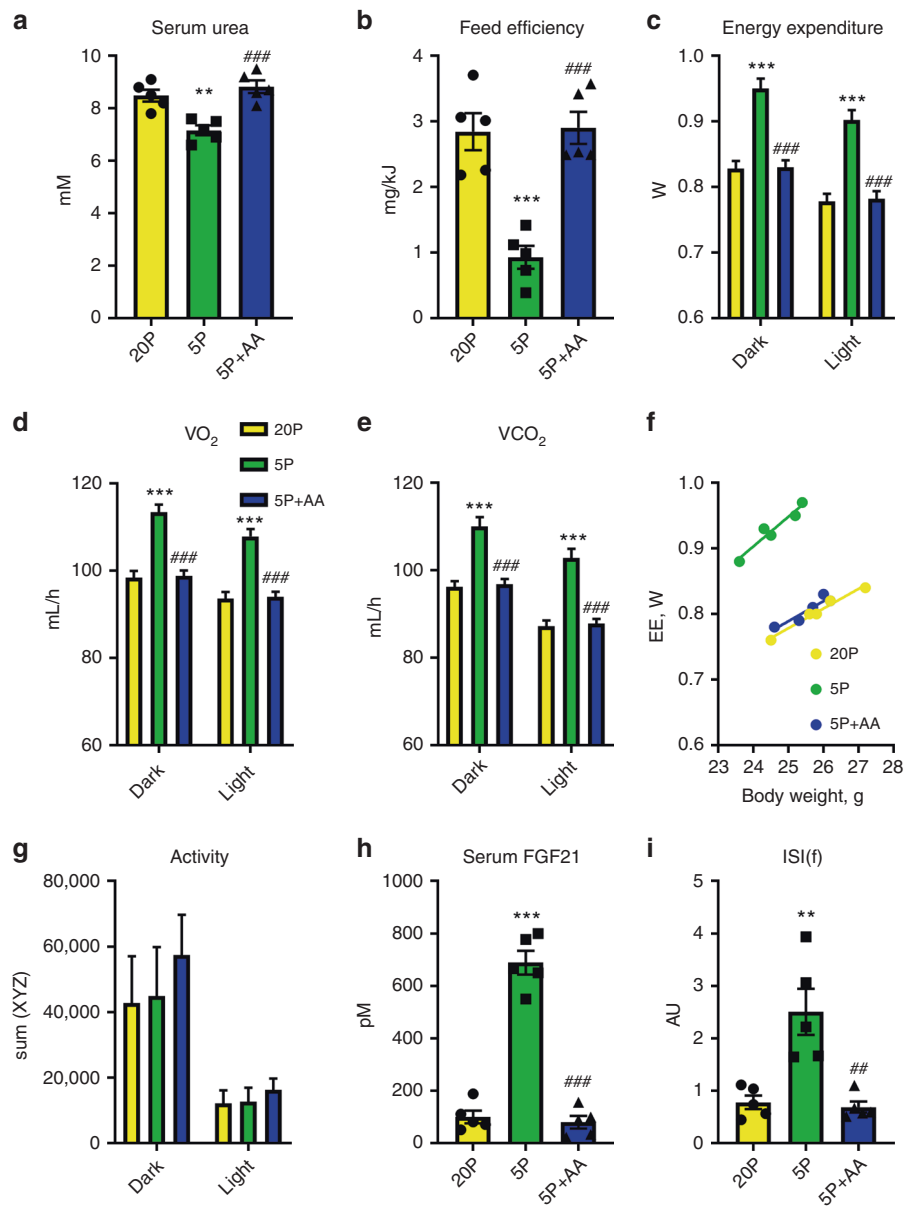 a
Serum urea
10
8
6
4
2
0
mM
**
###
20P
5P
5P+AA
b
Feed efficiency
4
3
2
1
0
mg/kJ
***
###
20P
5P
5P+AA
c
Energy expenditure
1.0
0.9
0.8
0.7
0.6
W
***
###
***
###
Dark
Light
d
VO2
20P
5P
5P+AA
120
100
80
60
mL/h
***
###
***
###
Dark
Light
e
VCO2
120
100
80
60
mL/h
***
###
***
###
Dark
Light
f
1.0
0.9
0.8
0.7
0.6
EE, W
20P
5P
5P+AA
23 24 25 26 27 28
Body weight, g
g
Activity
80,000
60,000
40,000
20,000
0
sum (XYZ)
Dark
Light
h
Serum FGF21
1000
800
600
400
200
0
pM
***
###
20P
5P
5P+AA
i
ISI(f)
5
4
3
2
1
0
AU
**
##
20P
5P
5P+AA